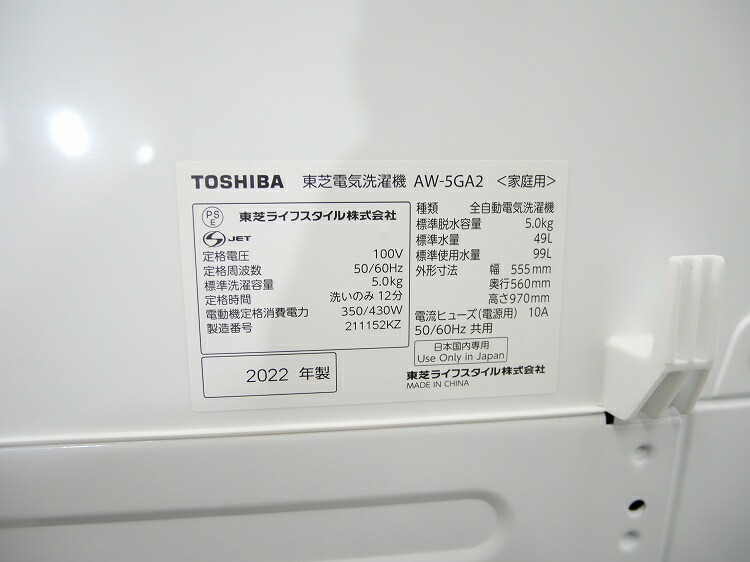 TOSHIBA 東芝電気洗濯機 AW-5GA2 <家庭用>
PS E 東芝ライフスタイル株式会社
S JET
定格電圧 100V
定格周波数 50/60Hz
標準洗濯容量 5.0kg
定格時間 洗いのみ 12分
電動機定格消費電力 350/430W
製造番号 211152KZ
2022 年製
種類 全自動電気洗濯機
標準脱水容量 5.0kg
標準水量 49L
標準使用水量 99L
外形寸法 幅 555mm
奥行560mm
高さ970mm
電流ヒューズ(電源用) 10A
50/60Hz 共用
日本国内専用
Use Only in Japan
東芝ライフスタイル株式会社
MADE IN CHINA